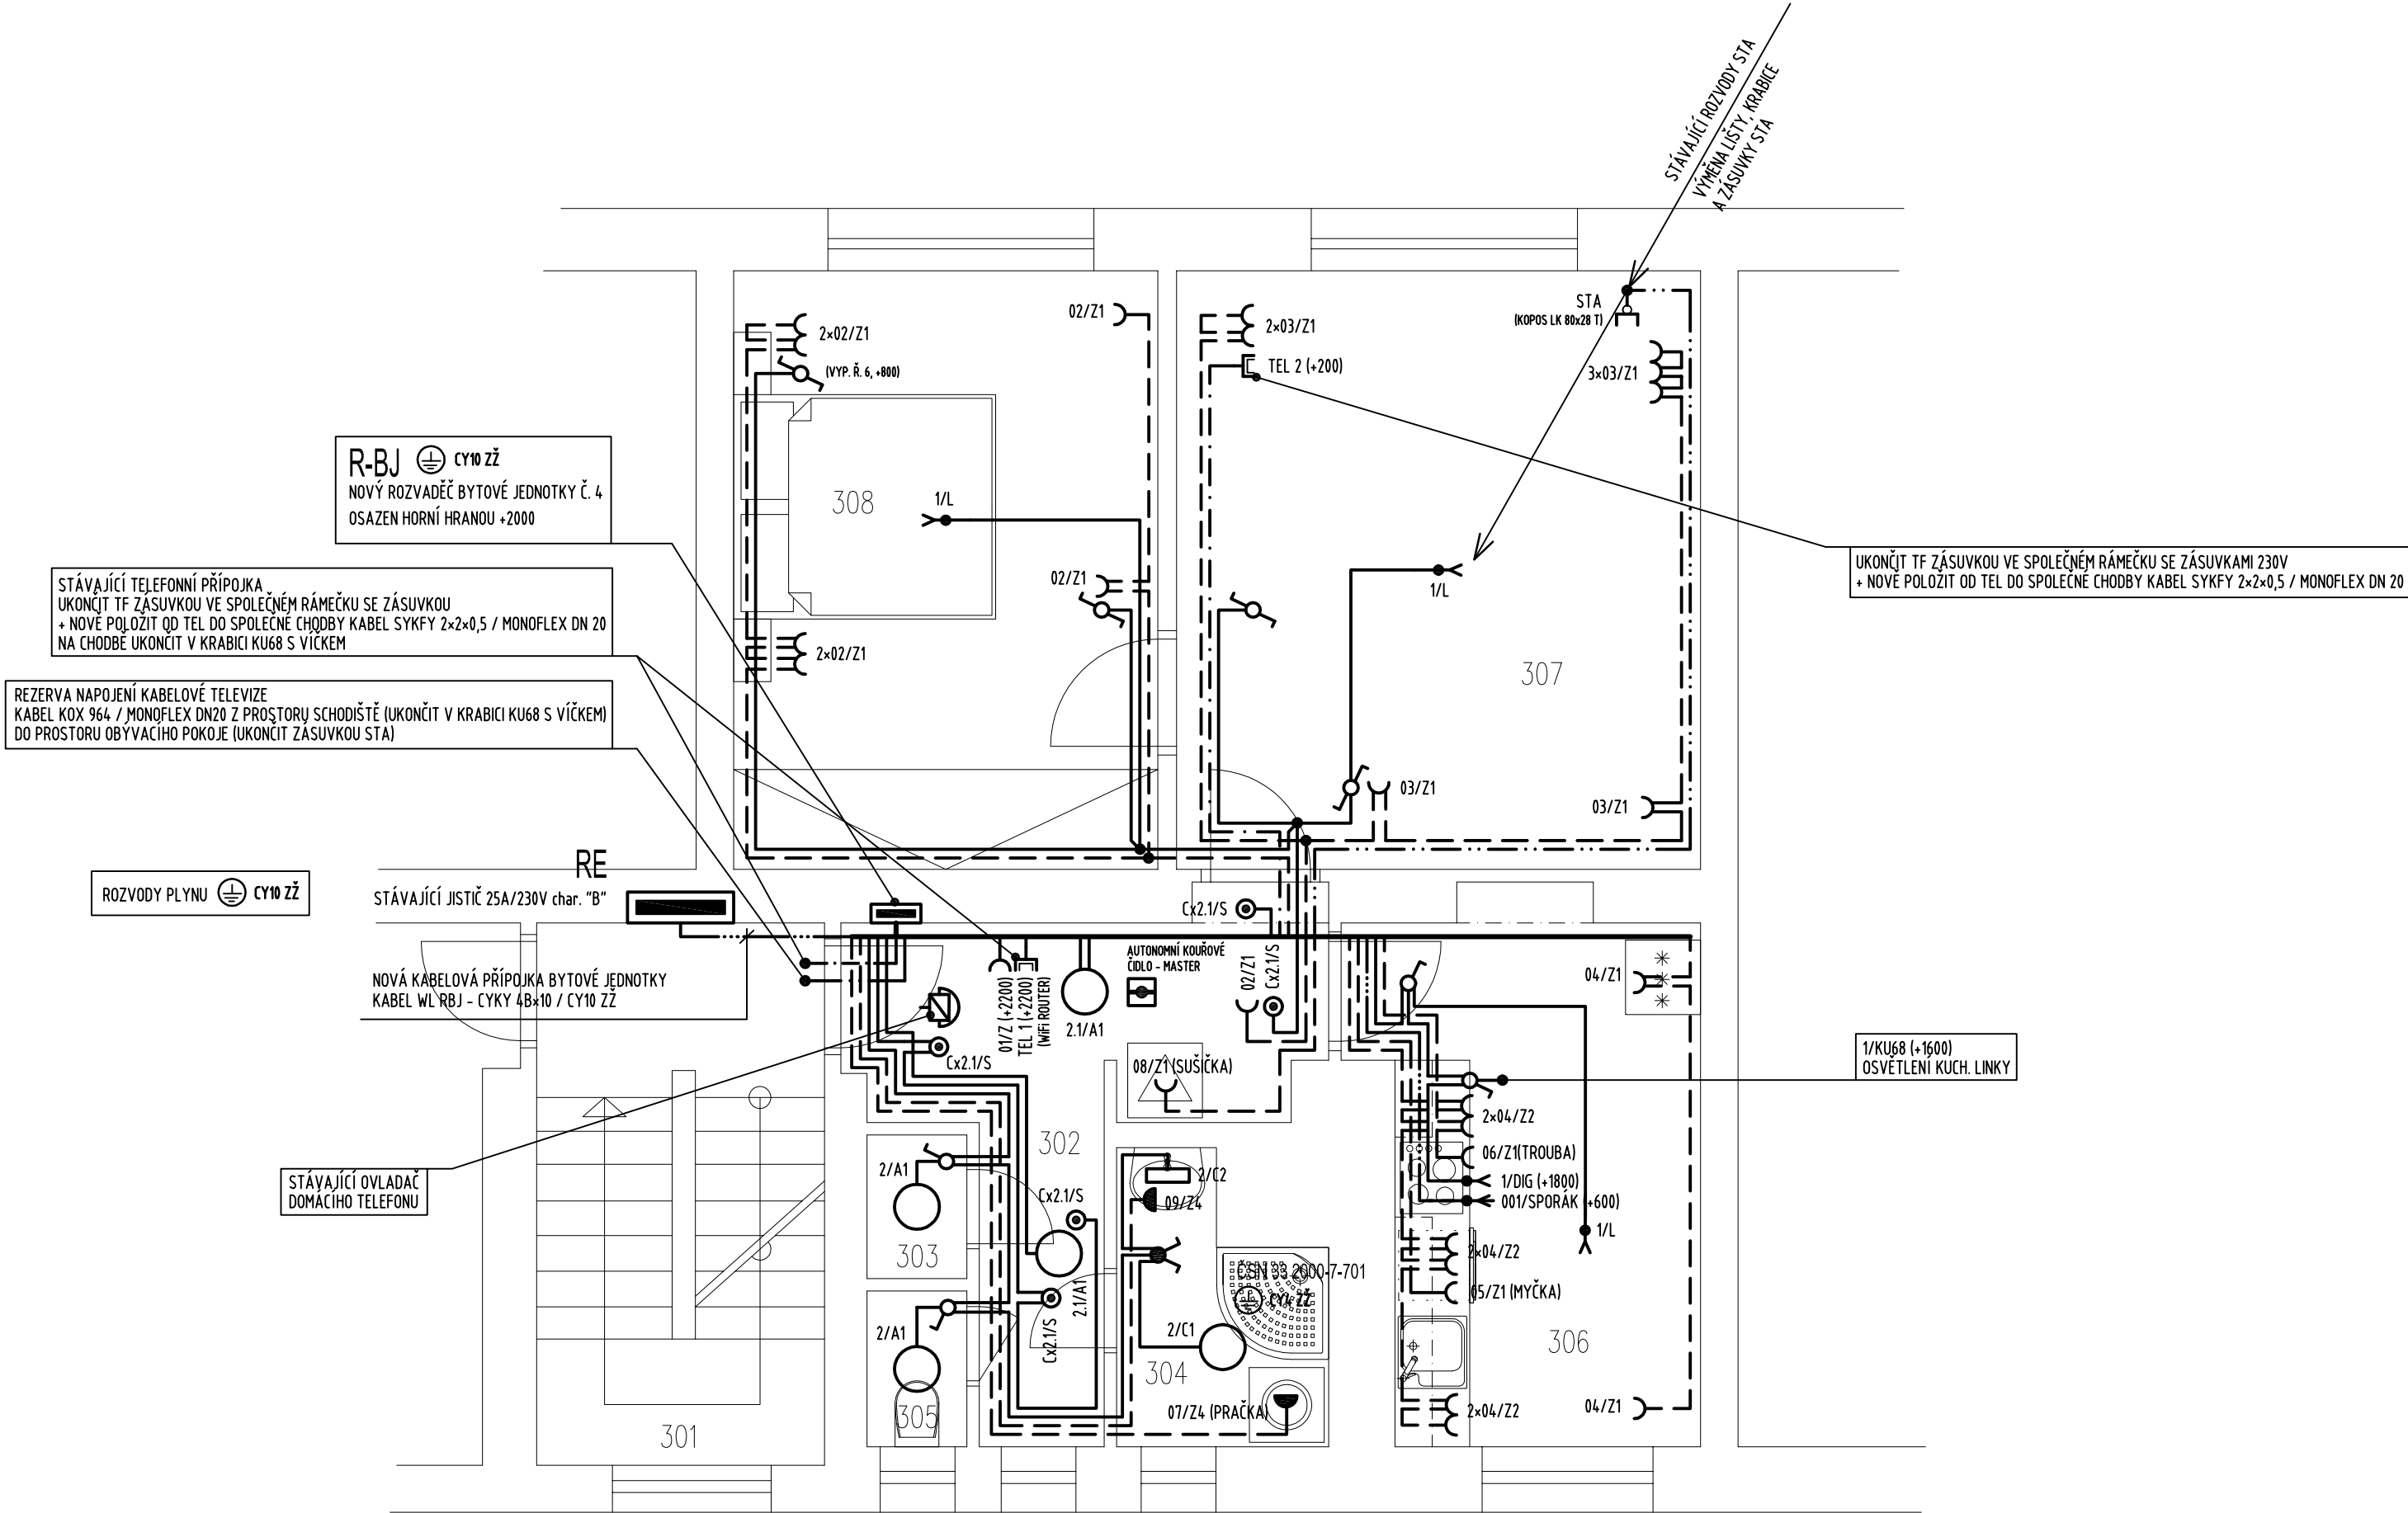 STÁVAJÍCÍ ROZVODY STA
VÝMĚNA LIŠTY, KRABICE
A ZÁSUVKY STA
2×02/Z1
(VYP. Ř. 6, +800)
02/Z1
308
1/L
02/Z1
2×02/Z1
2×03/Z1
TEL 2 (+200)
STA
(KOPOS LK 80x28 T)
3×03/Z1
1/L
307
03/Z1
03/Z1
R-BJ CY10 ZŽ
NOVÝ ROZVADĚČ BYTOVÉ JEDNOTKY Č. 4
OSAZEN HORNÍ HRANOU +2000
STÁVAJÍCÍ TELEFONNÍ PŘÍPOJKA
UKONČIT TF ZÁSUVKOU VE SPOLEČNÉM RÁMEČKU SE ZÁSUVKOU
+ NOVĚ POLOŽIT OD TEL DO SPOLEČNÉ CHODBY KABEL SYKFY 2×2×0,5 / MONOFLEX DN 20
NA CHODBĚ UKONČIT V KRABICI KU68 S VÍČKEM
REZERVA NAPOJENÍ KABELOVÉ TELEVIZE
KABEL KOX 964 / MONOFLEX DN20 Z PROSTORU SCHODIŠTĚ (UKONČIT V KRABICI KU68 S VÍČKEM)
DO PROSTORU OBÝVACÍHO POKOJE (UKONČIT ZÁSUVKOU STA)
UKONČIT TF ZÁSUVKOU VE SPOLEČNÉM RÁMEČKU SE ZÁSUVKAMI 230V
+ NOVĚ POLOŽIT OD TEL DO SPOLEČNÉ CHODBY KABEL SYKFY 2×2×0,5 / MONOFLEX DN 20
ROZVODY PLYNU CY10 ZŽ
RE
STÁVAJÍCÍ JISTIČ 25A/230V char. "B"
NOVÁ KABELOVÁ PŘÍPOJKA BYTOVÉ JEDNOTKY
KABEL WL RBJ - CYKY 4B×10 / CY10 ZŽ
STÁVAJÍCÍ OVLADAČ
DOMÁCÍHO TELEFONU
301
Cx2.1/S
01/Z (+2200)
TEL 1 (+2200)
(WiFi ROUTER)
2.1/A1
AUTONOMNÍ KOUŘOVÉ
ČIDLO - MASTER
Cx2.1/S
02/Z1
Cx2.1/S
08/Z1 (SUŠIČKA)
302
2/A1
303
Cx2.1/S
2.1/A1
Cx2.1/S
2/A1
305
2/C2
09/Z4
ČSN 33 2000-7-701
CY4 ZŽ
2/C1
304
07/Z4 (PRAČKA)
04/Z1
1/KU68 (+1600)
OSVĚTLENÍ KUCH. LINKY
2×04/Z2
06/Z1(TROUBA)
1/DIG (+1800)
001/SPORÁK (+600)
1/L
2×04/Z2
05/Z1 (MYČKA)
306
2×04/Z2
04/Z1